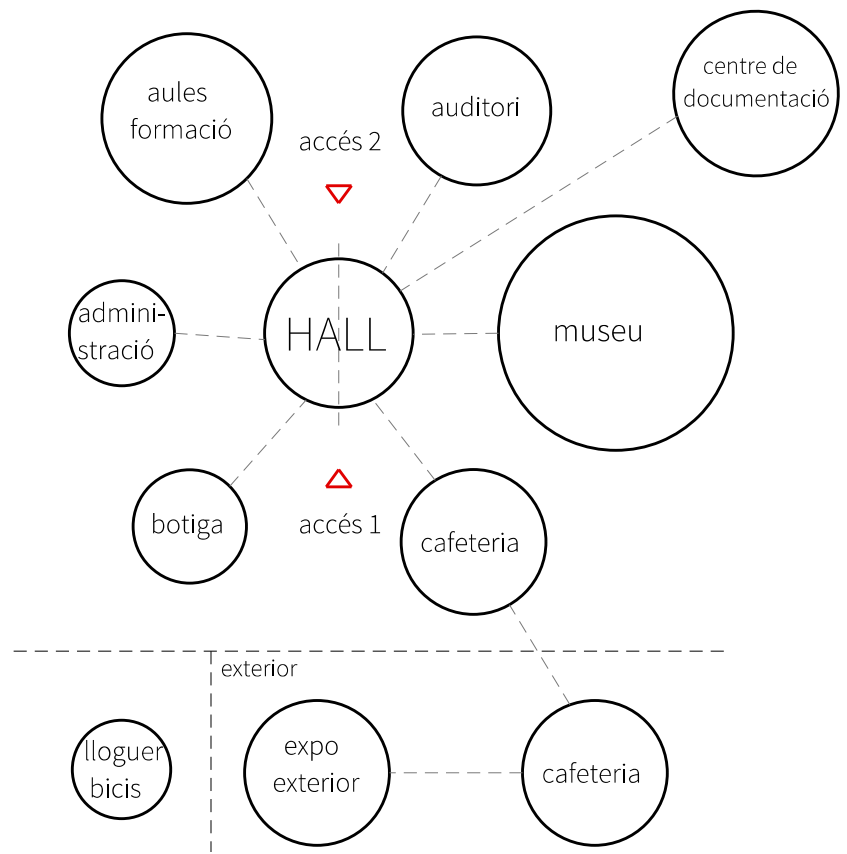 centre de
documentació
aules
formació
auditori
accés 2
admini-
stració
HALL
museu
botiga
accés 1
cafeteria
exterior
lloguer
bicis
expo
exterior
cafeteria